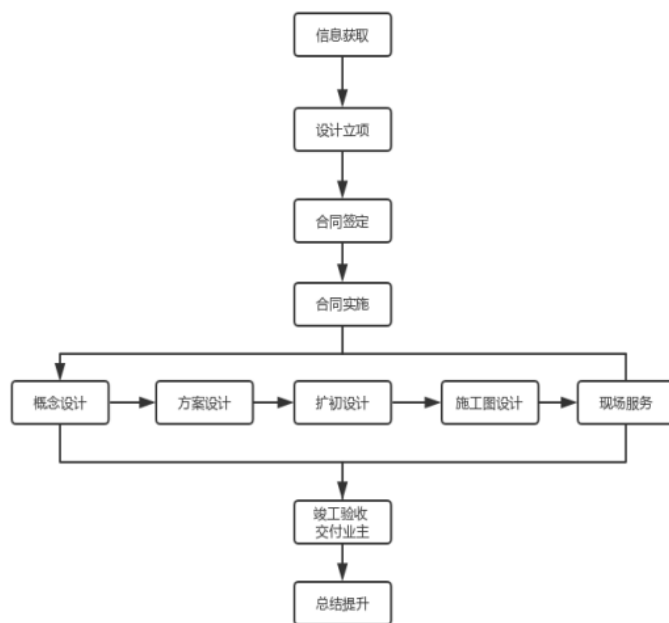 信息获取
设计立项
合同签定
合同实施
概念设计
方案设计
扩初设计
施工图设计
现场服务
竣工验收
交付业主
总结提升